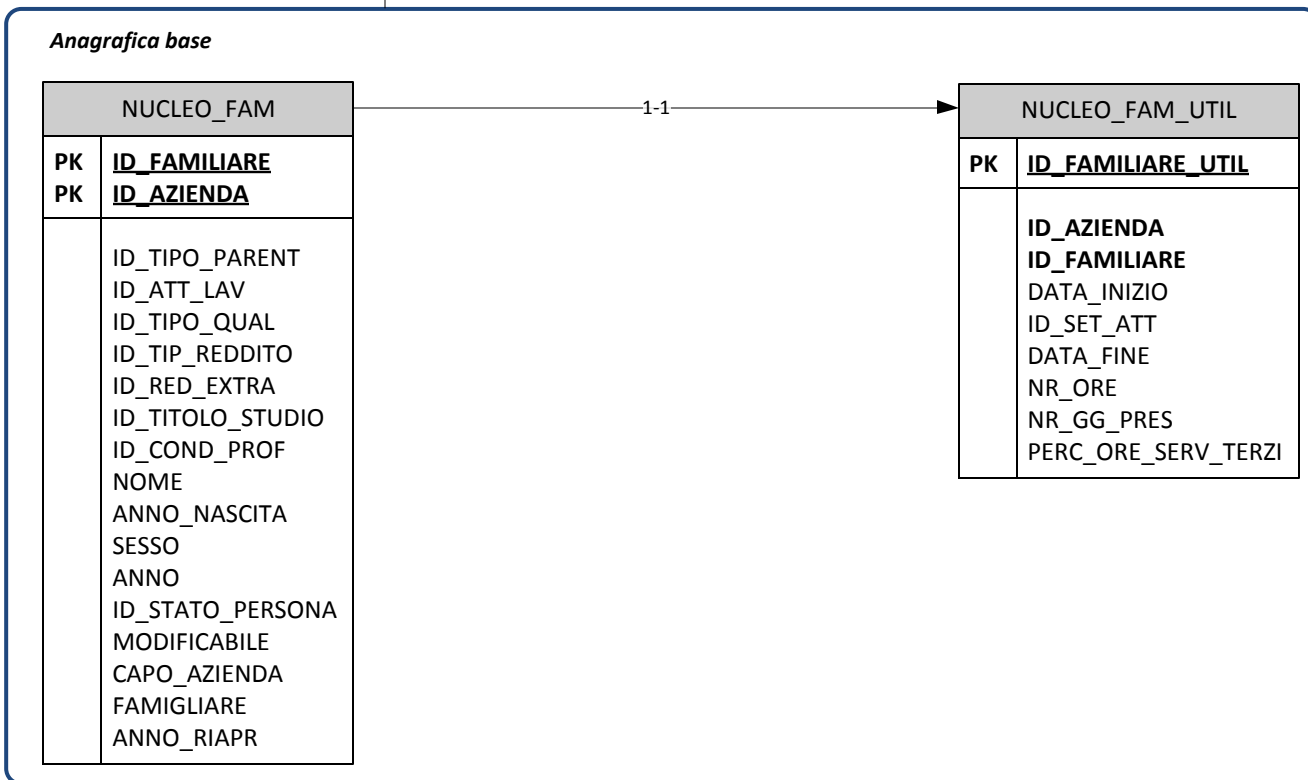 Anagrafica base
NUCLEO_FAM
1-1
NUCLEO_FAM_UTIL
PK ID_FAMILIARE
PK ID_AZIENDA
ID_TIPO_PARENT
ID_ATT_LAV
ID_TIPO_QUAL
ID_TIP_REDDITO
ID_RED_EXTRA
ID_TITOLO_STUDIO
ID_COND_PROF
NOME
ANNO_NASCITA
SESSO
ANNO
ID_STATO_PERSONA
MODIFICABILE
CAPO_AZIENDA
FAMIGLIARE
ANNO_RIAPR
PK ID_FAMILIARE_UTIL
ID_AZIENDA
ID_FAMILIARE
DATA_INIZIO
ID_SET_ATT
DATA_FINE
NR_ORE
NR_GG_PRES
PERC_ORE_SERV_TERZI